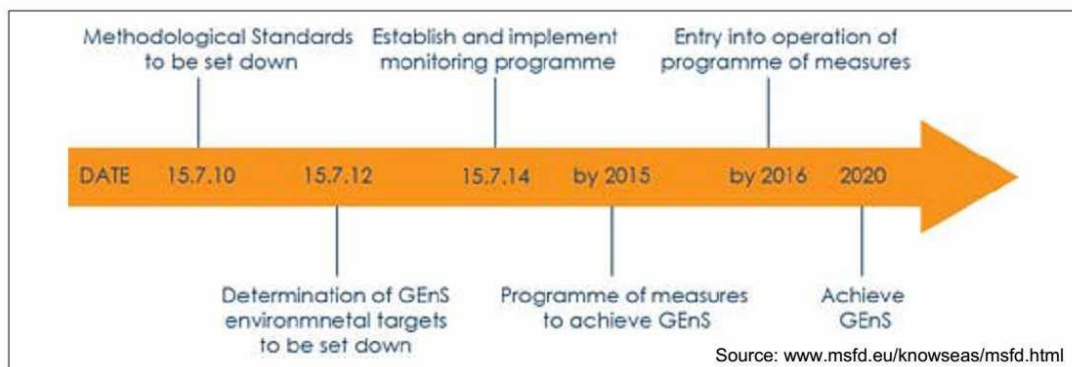 Methodological Standards
to be set down
Establish and implement
monitoring programme
Entry into operation of
programme of measures
DATE 15.7.10 15.7.12 15.7.14 by 2015 by 2016 2020
Determination of GEnS
environmnetal targets
to be set down
Programme of measures
to achieve GEnS
Achieve
GEnS
Source: www.msfd.eu/knowseas/msfd.html